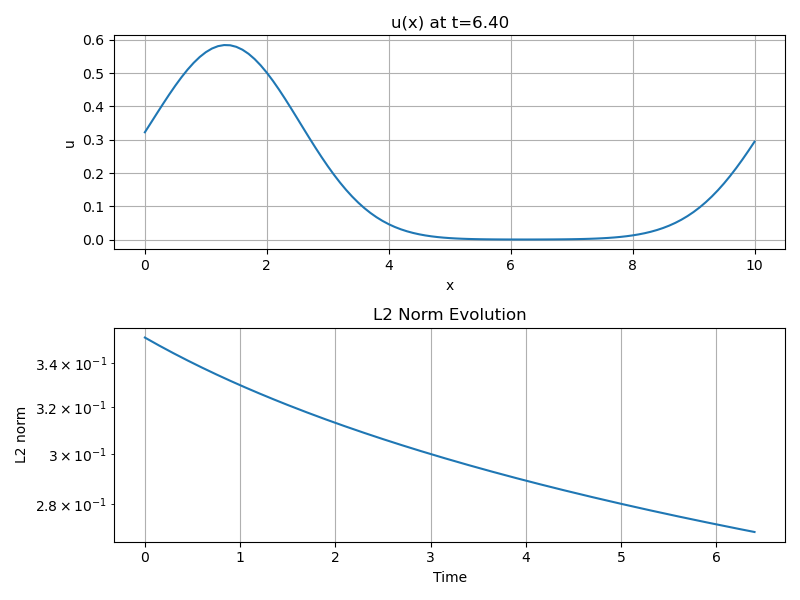 u(x) at t=6.40
0.6
0.5
0.4
0.3
0.2
0.1
0.0
u
0 2 4 6 8 10
x
L2 Norm Evolution
3.4 × 10⁻¹
3.2 × 10⁻¹
3 × 10⁻¹
2.8 × 10⁻¹
L2 norm
0 1 2 3 4 5 6
Time